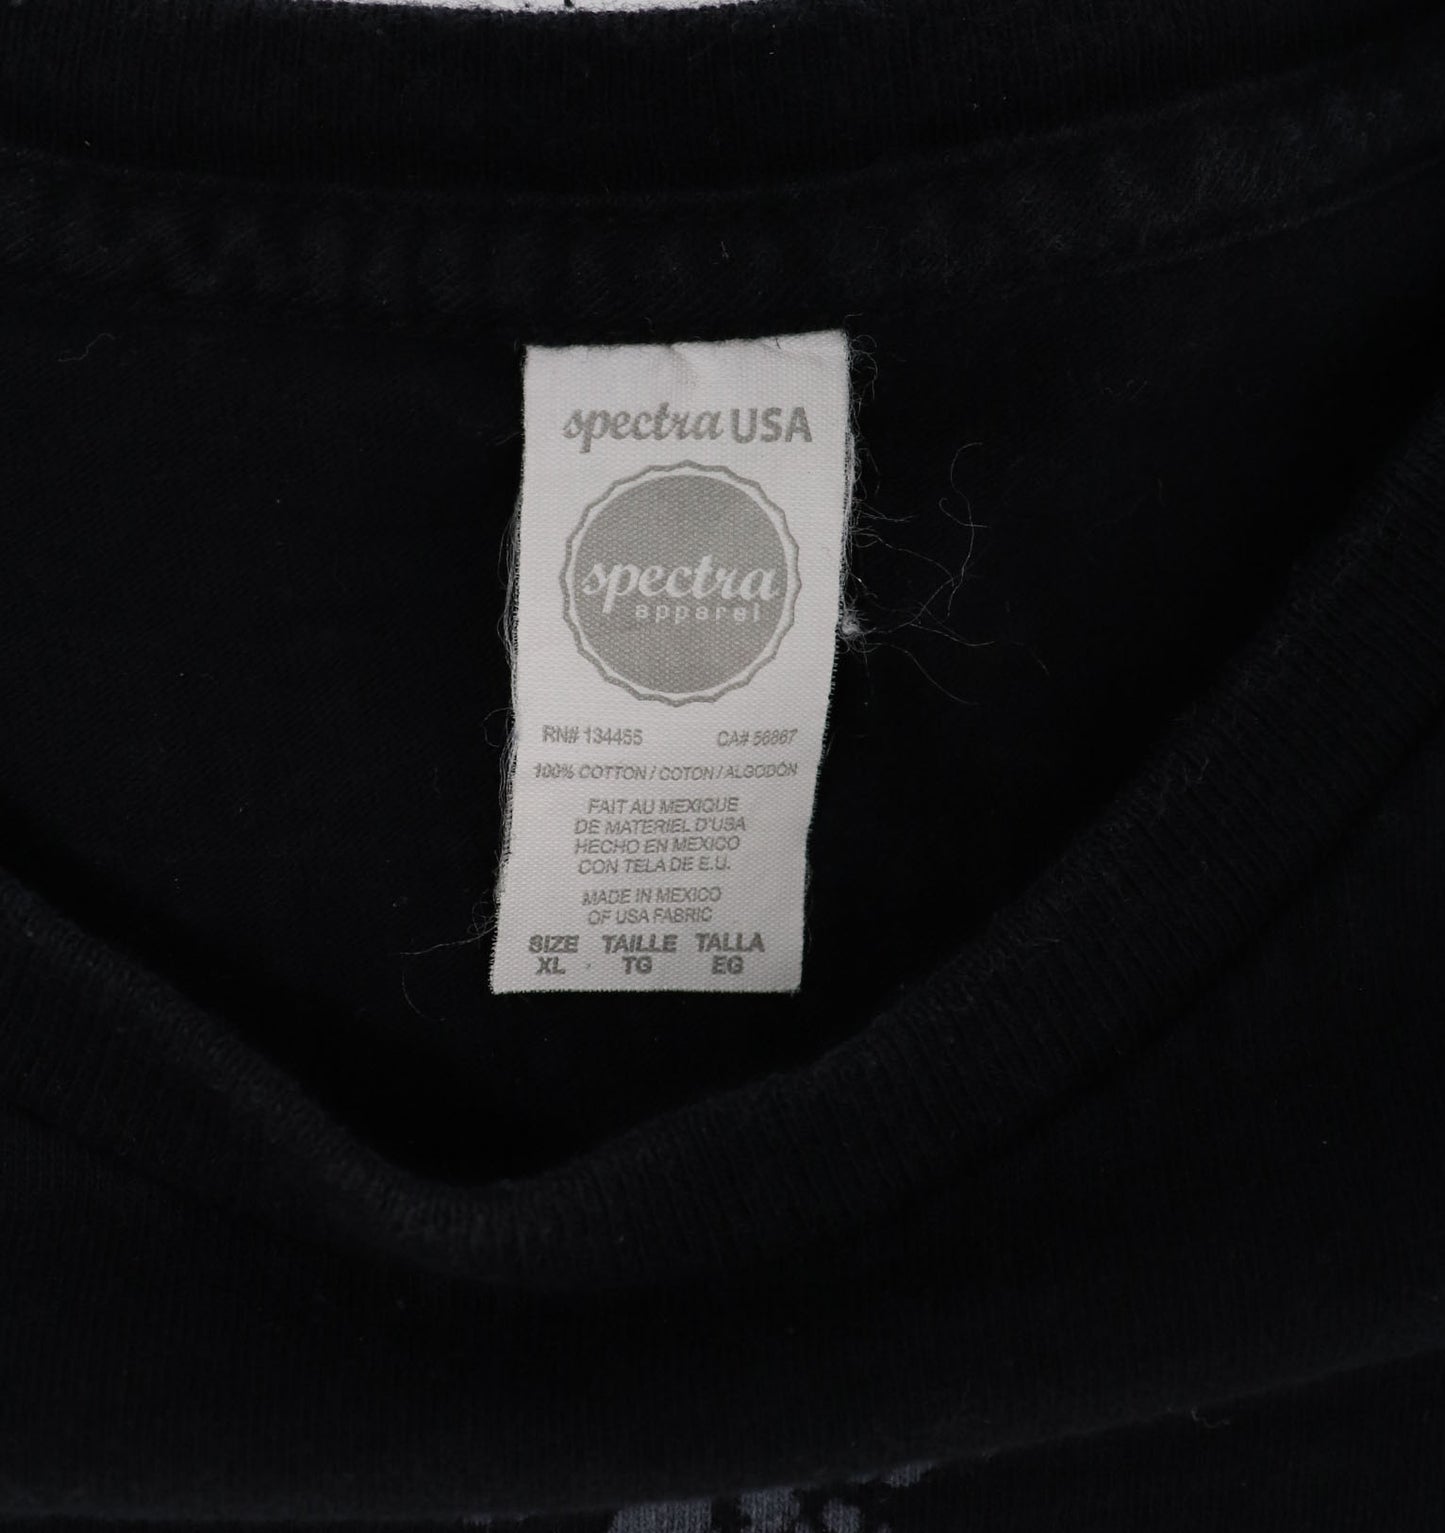 spectra USA
spectra
apparel
RN# 134455 CA# 56867
100% COTTON / COTON / ALGODÓN
FAIT AU MEXIQUE
DE MATERIEL D'USA
HECHO EN MEXICO
CON TELA DE E.U.
MADE IN MEXICO
OF USA FABRIC
SIZE TAILLE TALLA
XL TG EG